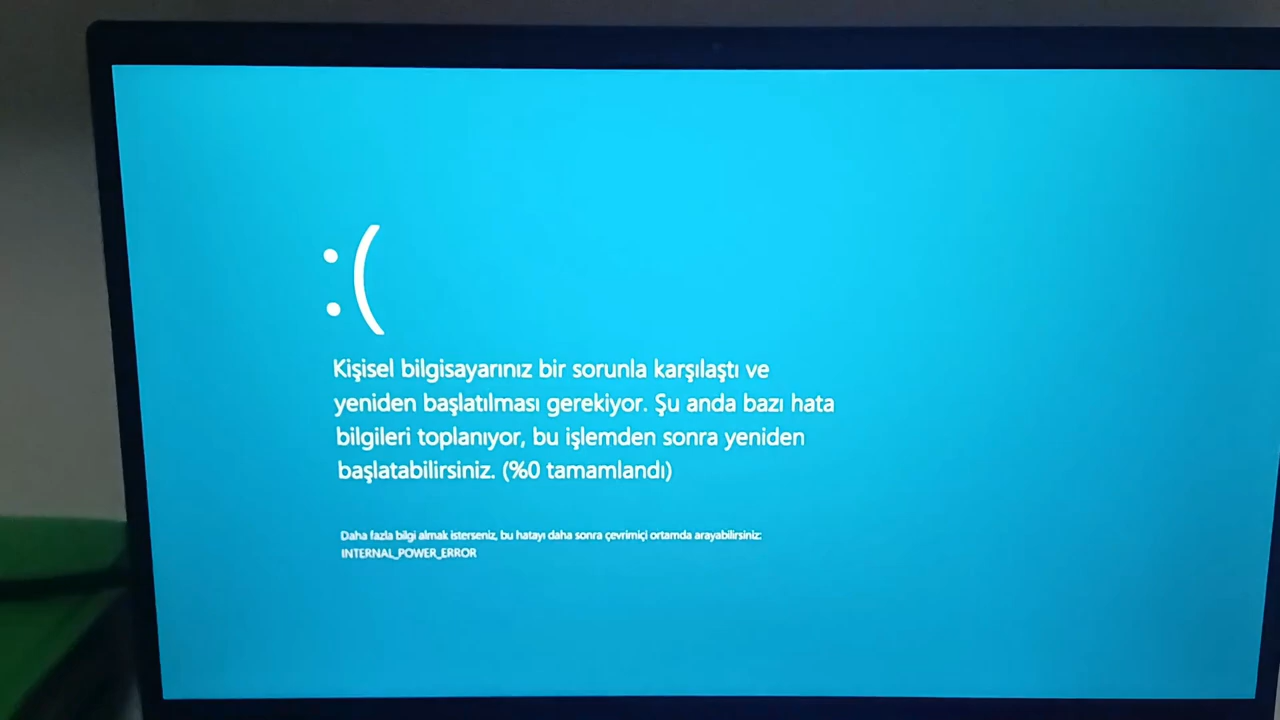 :(
Kişisel bilgisayarınız bir sorunla karşılaştı ve
yeniden başlatılması gerekiyor. Şu anda bazı hata
bilgileri toplanıyor, bu işlemden sonra yeniden
başlatabilirsiniz. (%0 tamamlandı)
Daha fazla bilgi almak isterseniz, bu hatayı daha sonra çevrimiçi ortamda arayabilirsiniz:
INTERNAL_POWER_ERROR